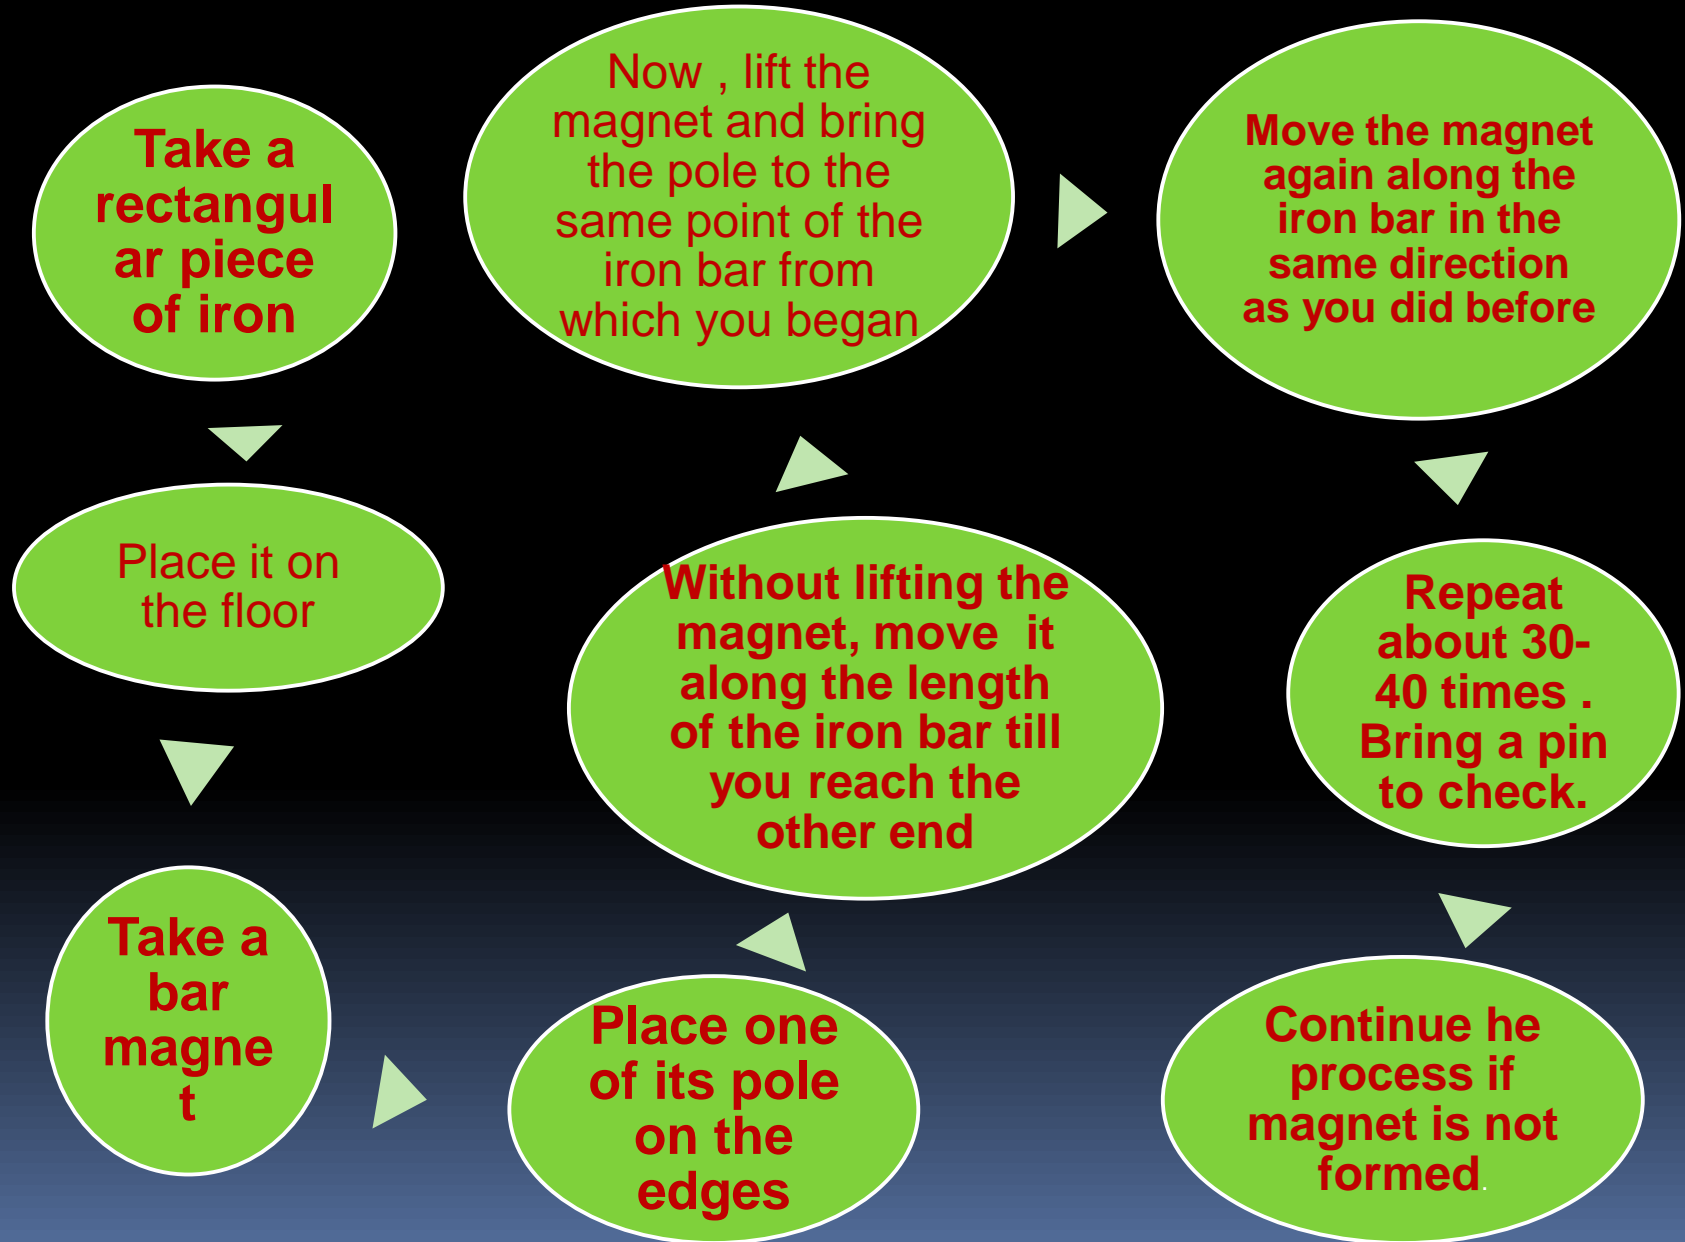 Take a
rectangul
ar piece
of iron
Place it on
the floor
Take a
bar
magne
t
Place one
of its pole
on the
edges
Without lifting the
magnet, move  it
along the length
of the iron bar till
you reach the
other end
Now , lift the
magnet and bring
the pole to the
same point of the
iron bar from
which you began
Move the magnet
again along the
iron bar in the
same direction
as you did before
Repeat
about 30-
40 times .
Bring a pin
to check.
Continue he
process if
magnet is not
formed.